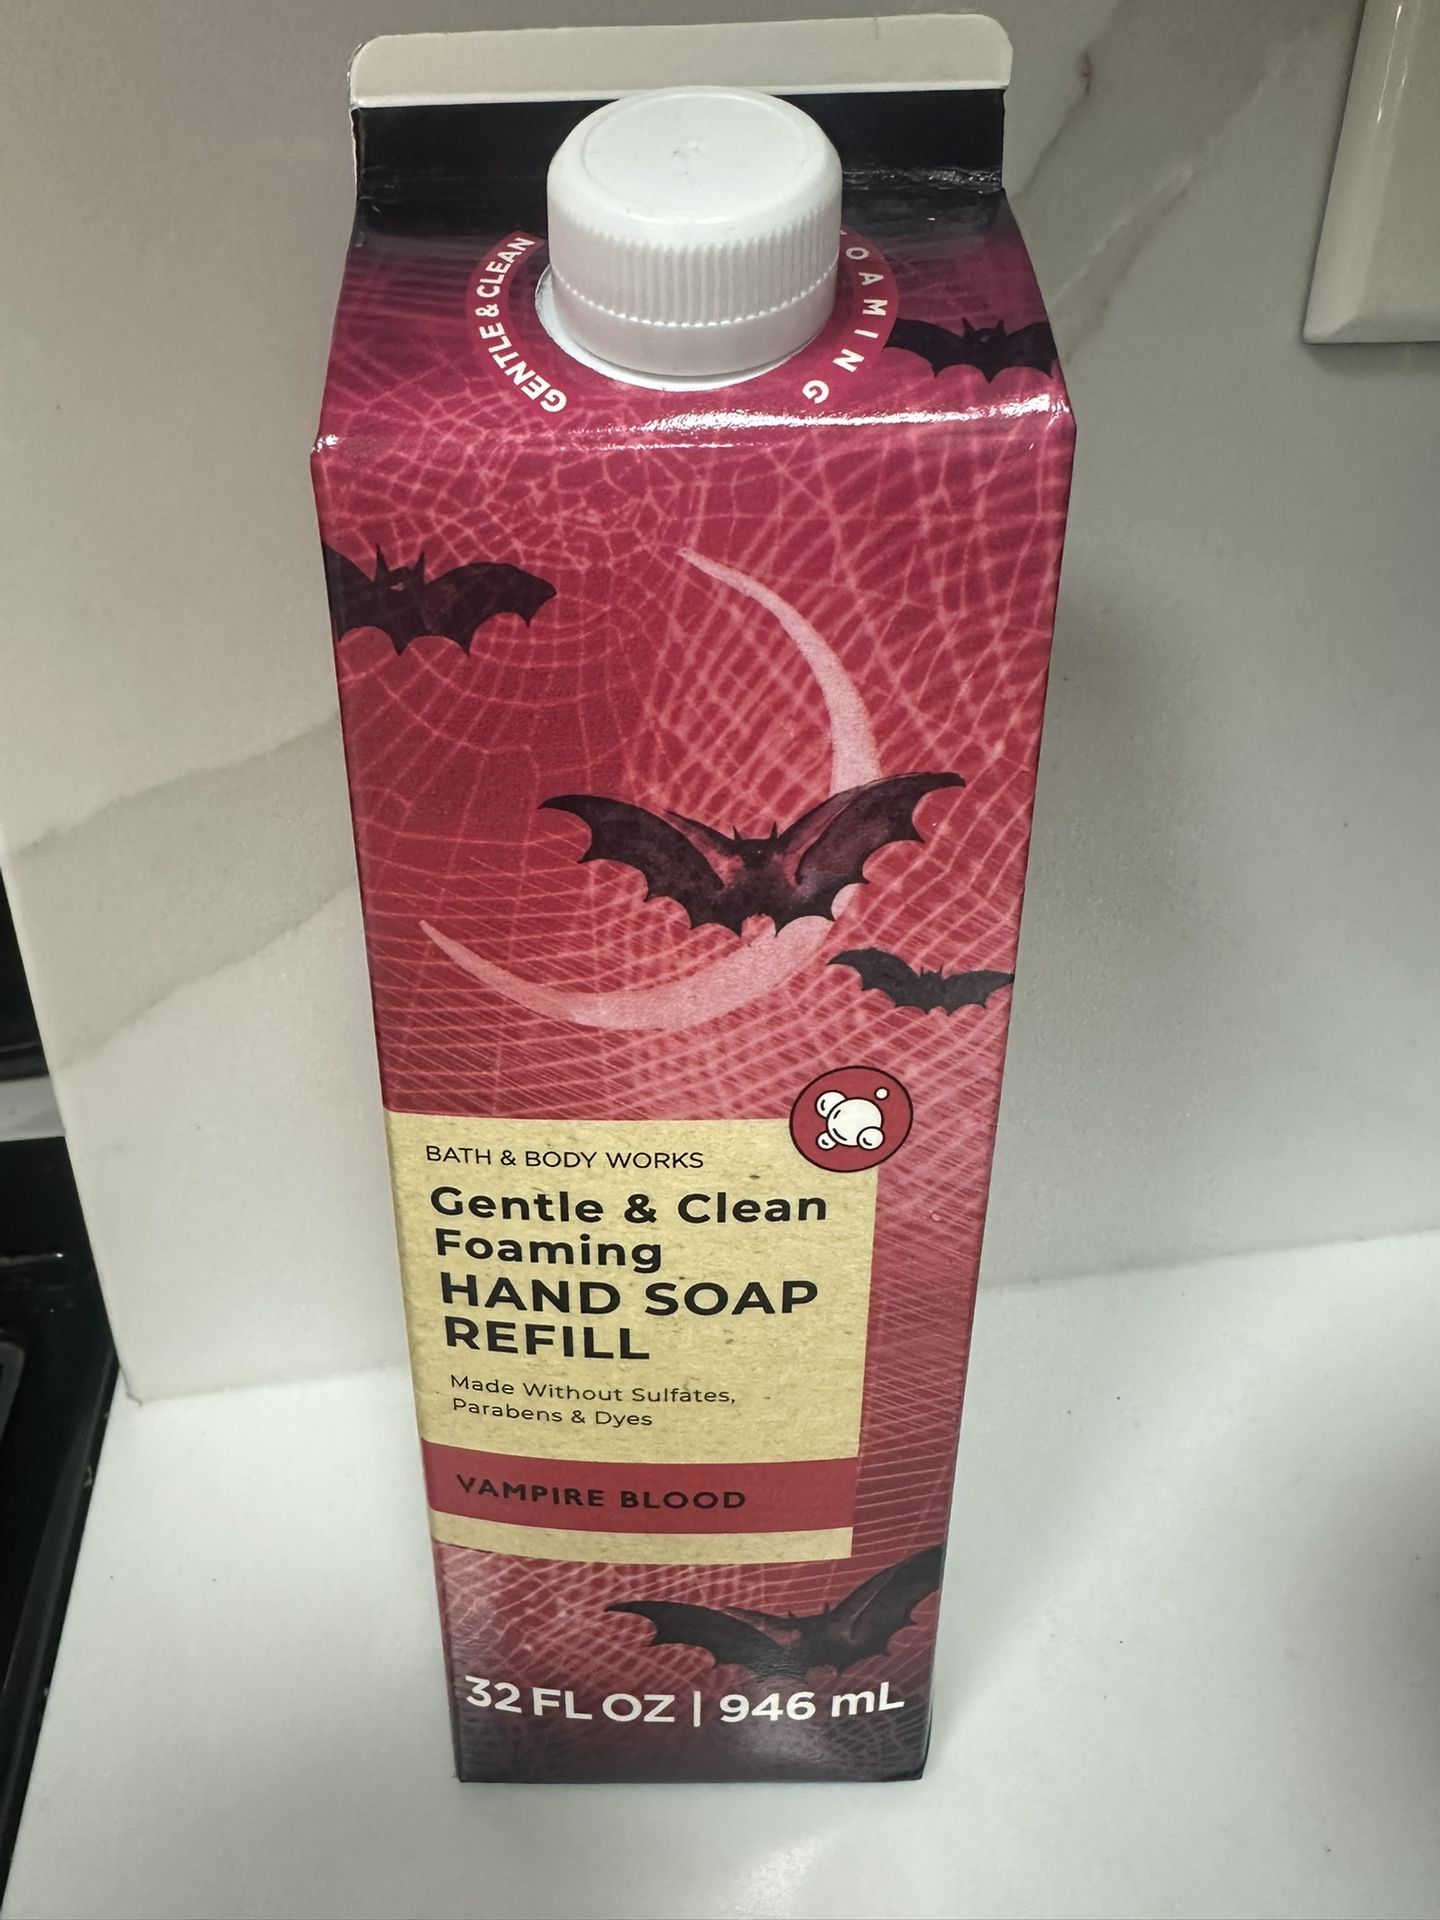 GENTLE & CLEAN
FOAMING
BATH & BODY WORKS
Gentle & Clean
Foaming
HAND SOAP
REFILL
Made Without Sulfates,
Parabens & Dyes
VAMPIRE BLOOD
32 FL OZ | 946 mL